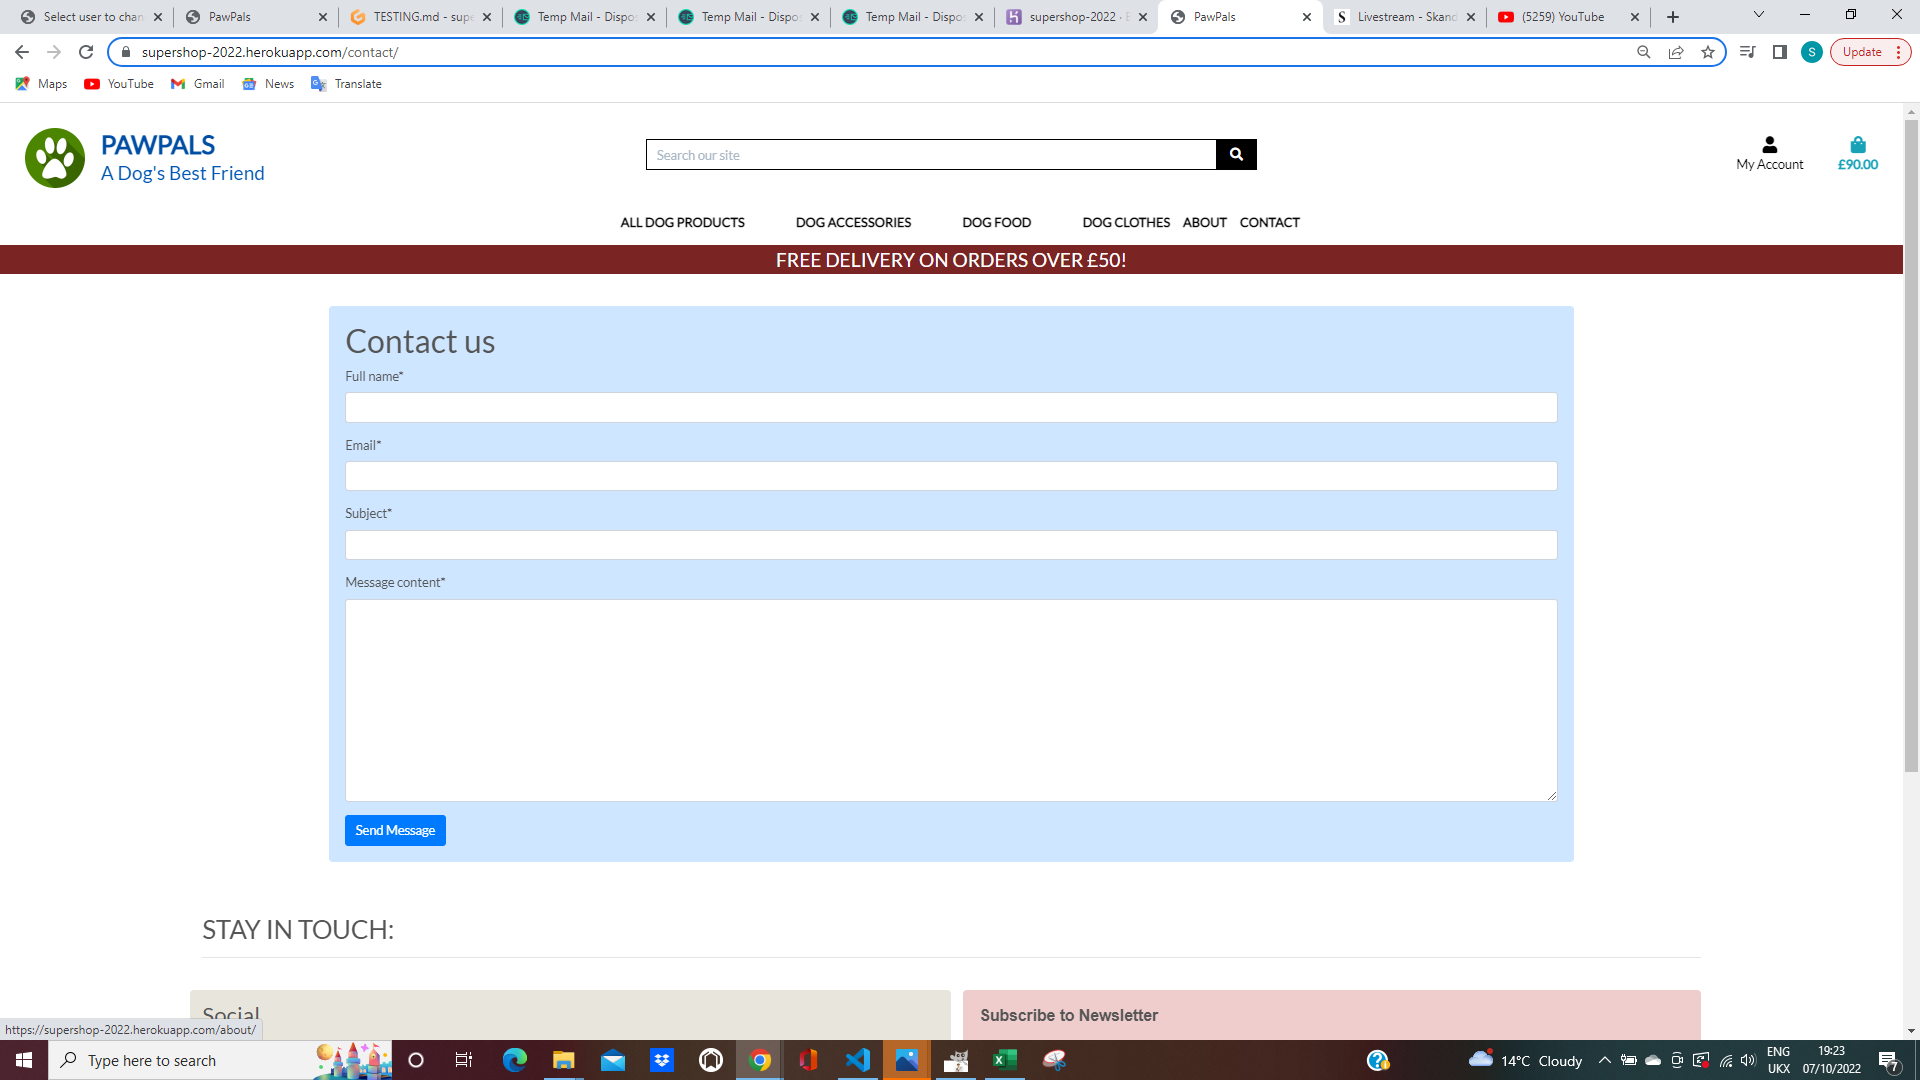 Select user to chan
PawPals
TESTING.md - supe
Temp Mail - Dispos
Temp Mail - Dispos
Temp Mail - Dispos
supershop-2022 ·
PawPals
S Livestream - Skand
(5259) YouTube
supershop-2022.herokuapp.com/contact/
S
Update
Maps
YouTube
Gmail
News
Translate
PAWPALS
A Dog's Best Friend
Search our site
My Account
£90.00
ALL DOG PRODUCTS
DOG ACCESSORIES
DOG FOOD
DOG CLOTHES
ABOUT
CONTACT
FREE DELIVERY ON ORDERS OVER £50!
Contact us
Full name*
Email*
Subject*
Message content*
Send Message
STAY IN TOUCH:
Social
Subscribe to Newsletter
https://supershop-2022.herokuapp.com/about/
Type here to search
14°C Cloudy
ENG
UKX
19:23
07/10/2022
7